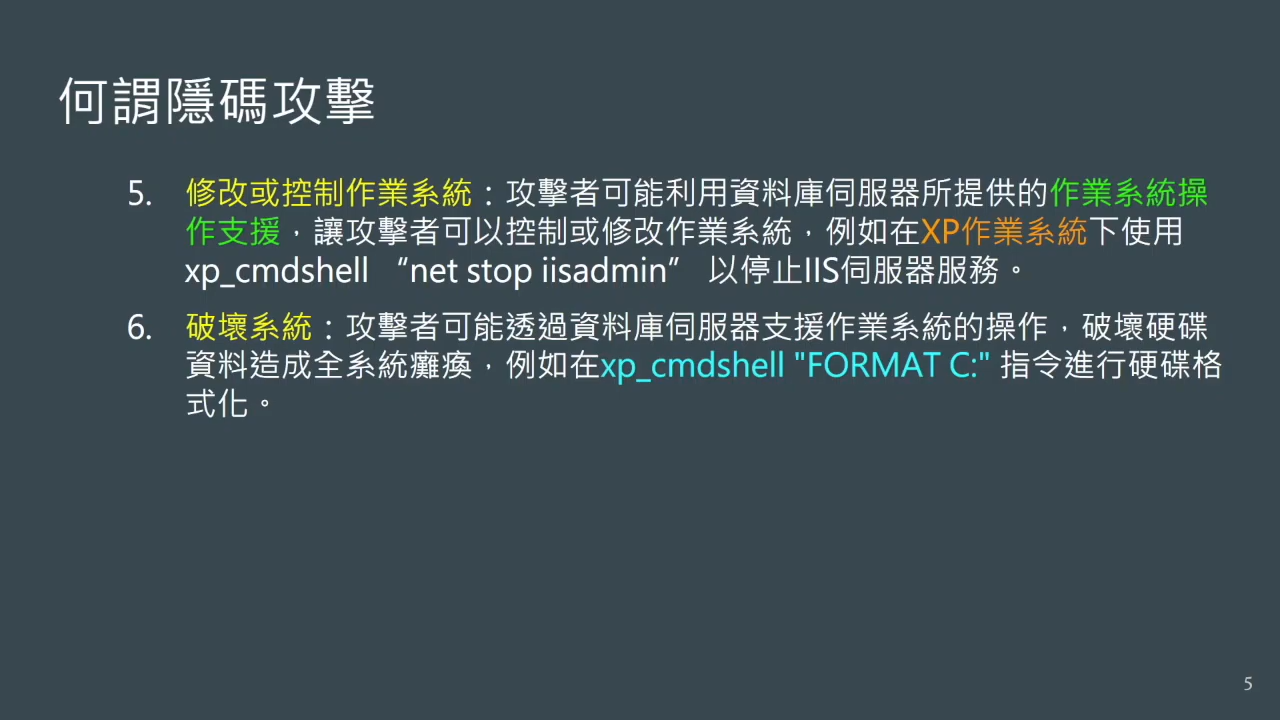 何謂隱碼攻擊
5. 修改或控制作業系統：攻擊者可能利用資料庫伺服器所提供的作業系統操
作支援，讓攻擊者可以控制或修改作業系統，例如在XP作業系統下使用
xp_cmdshell “net stop iisadmin” 以停止IIS伺服器服務。
6. 破壞系統：攻擊者可能透過資料庫伺服器支援作業系統的操作，破壞硬碟
資料造成全系統癱瘓，例如在xp_cmdshell "FORMAT C:" 指令進行硬碟格
式化。
5